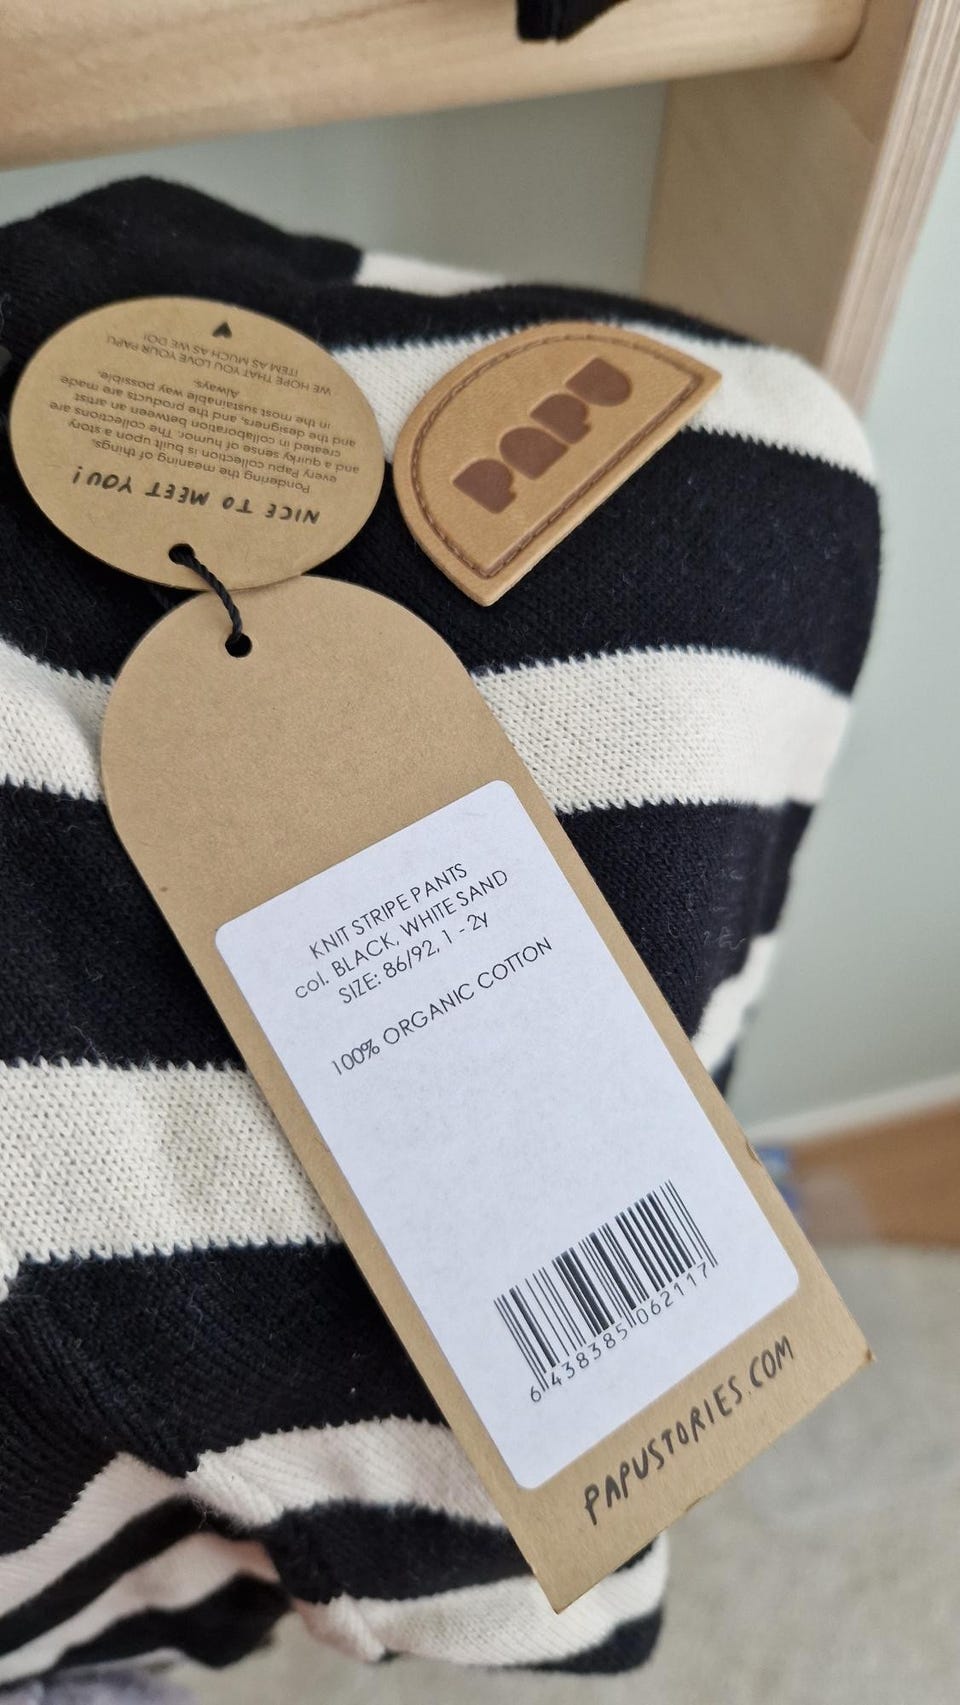 PAPU
NICE TO MEET YOU!
Pondering the meaning of things,
every Papu collection is built upon a story
and a quirky sense of humor. The collections are
created in collaboration between an artist
and the designers, and the products are made
in the most sustainable way possible.
Always.
WE HOPE THAT YOU LOVE YOUR PAPU
ITEM AS MUCH AS WE DO!
KNIT STRIPE PANTS
col. BLACK, WHITE SAND
SIZE: 86/92, 1 - 2y
100% ORGANIC COTTON
6 438385 062117
PAPUSTORIES.COM